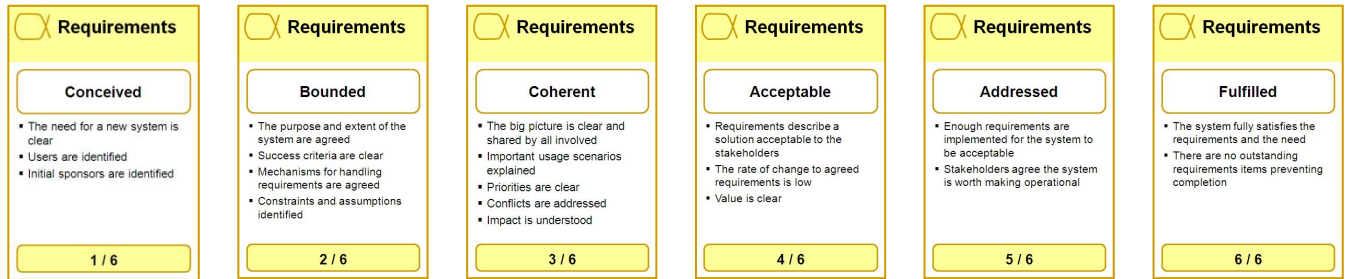 Requirements
Conceived
▪ The need for a new system is
clear
▪ Users are identified
▪ Initial sponsors are identified
1 / 6
Requirements
Bounded
▪ The purpose and extent of the
system are agreed
▪ Success criteria are clear
▪ Mechanisms for handling
requirements are agreed
▪ Constraints and assumptions
identified
2 / 6
Requirements
Coherent
▪ The big picture is clear and
shared by all involved
▪ Important usage scenarios
explained
▪ Priorities are clear
▪ Conflicts are addressed
▪ Impact is understood
3 / 6
Requirements
Acceptable
▪ Requirements describe a
solution acceptable to the
stakeholders
▪ The rate of change to agreed
requirements is low
▪ Value is clear
4 / 6
Requirements
Addressed
▪ Enough requirements are
implemented for the system to
be acceptable
▪ Stakeholders agree the system
is worth making operational
5 / 6
Requirements
Fulfilled
▪ The system fully satisfies the
requirements and the need
▪ There are no outstanding
requirements items preventing
completion
6 / 6